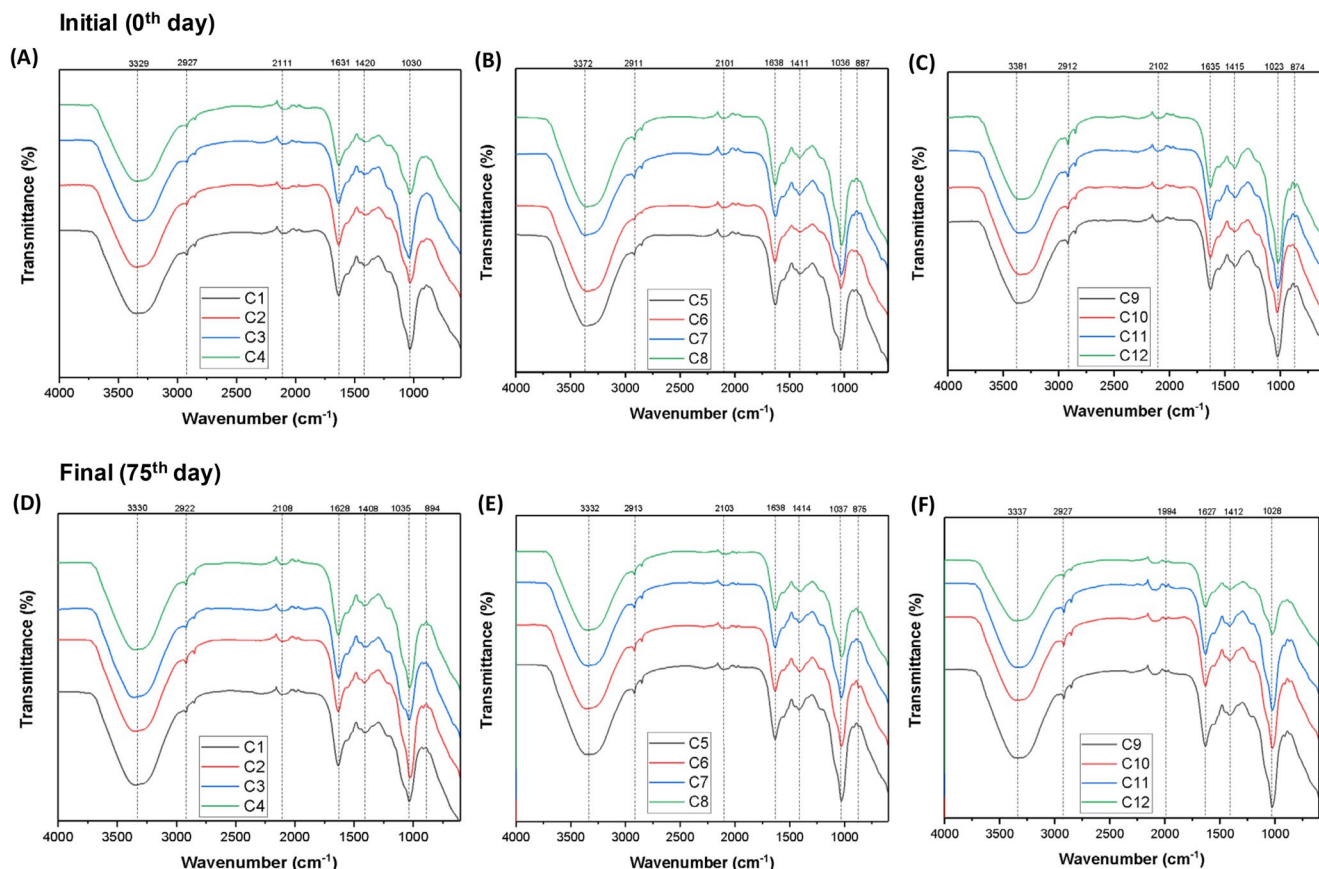 Initial (0th day)
(A)
3329 2927 2111 1631 1420 1030
Transmittance (%)
C1
C2
C3
C4
4000 3500 3000 2500 2000 1500 1000
Wavenumber (cm-1)
(B)
3372 2911 2101 1638 1411 1036 887
Transmittance (%)
C5
C6
C7
C8
4000 3500 3000 2500 2000 1500 1000
Wavenumber (cm-1)
(C)
3381 2912 2102 1635 1415 1023 874
Transmittance (%)
C9
C10
C11
C12
4000 3500 3000 2500 2000 1500 1000
Wavenumber (cm-1)
Final (75th day)
(D)
3330 2922 2108 1628 1408 1035 894
Transmittance (%)
C1
C2
C3
C4
4000 3500 3000 2500 2000 1500 1000
Wavenumber (cm-1)
(E)
3332 2913 2103 1638 1414 1037 876
Transmittance (%)
C5
C6
C7
C8
4000 3500 3000 2500 2000 1500 1000
Wavenumber (cm-1)
(F)
3337 2927 1994 1627 1412 1028
Transmittance (%)
C9
C10
C11
C12
4000 3500 3000 2500 2000 1500 1000
Wavenumber (cm-1)